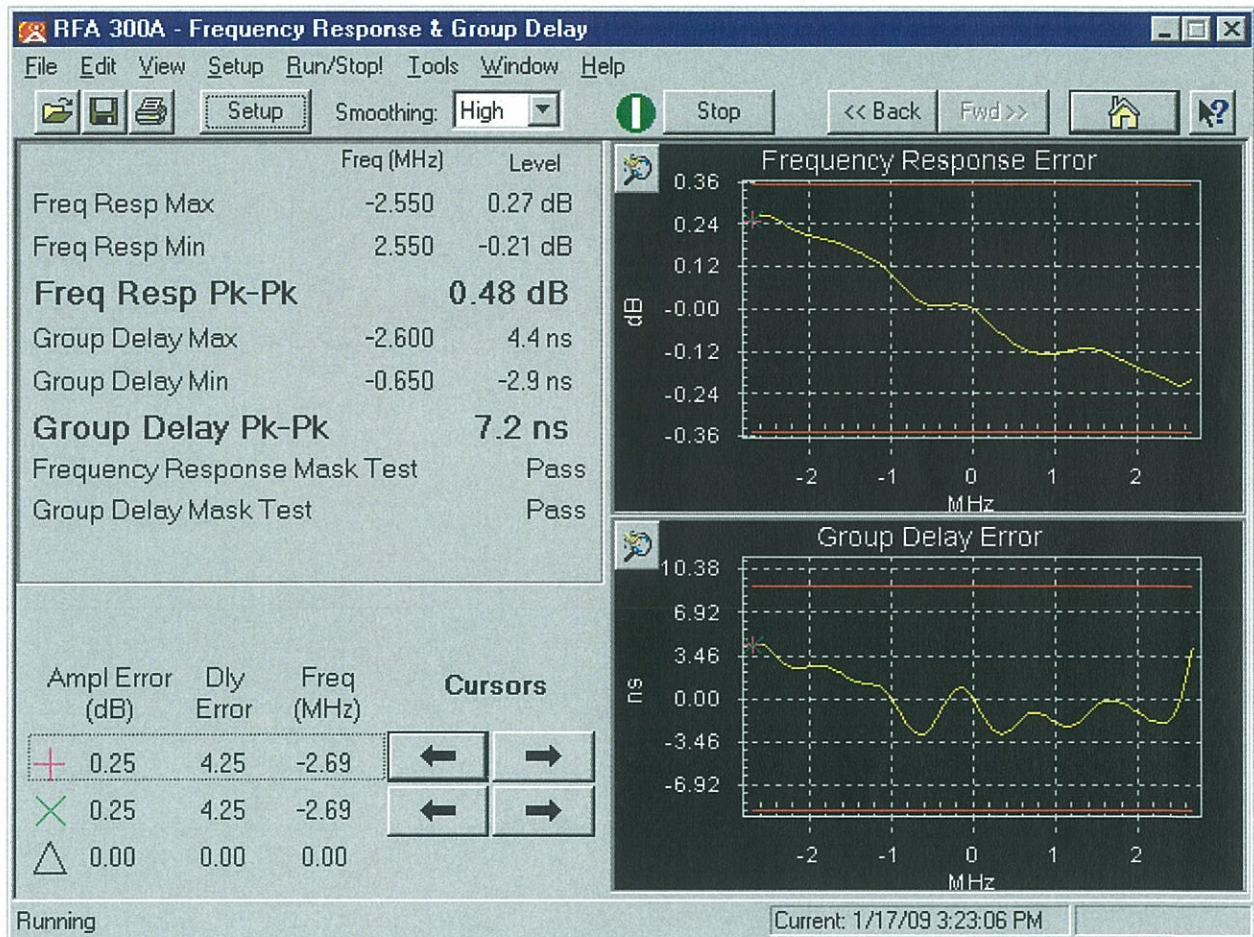 RFA 300A - Frequency Response & Group Delay
File Edit View Setup Run/Stop! Tools Window Help
Setup Smoothing: High Stop << Back Fwd >>
Freq (MHz) Level
Freq Resp Max -2.550 0.27 dB
Freq Resp Min 2.550 -0.21 dB
Freq Resp Pk-Pk 0.48 dB
Group Delay Max -2.600 4.4 ns
Group Delay Min -0.650 -2.9 ns
Group Delay Pk-Pk 7.2 ns
Frequency Response Mask Test Pass
Group Delay Mask Test Pass
Frequency Response Error
0.36
0.24
0.12
-0.00
-0.12
-0.24
-0.36
dB
-2 -1 0 1 2
MHz
Group Delay Error
10.38
6.92
3.46
0.00
-3.46
-6.92
ns
-2 -1 0 1 2
MHz
Ampl Error Dly Freq Cursors
(dB) Error (MHz)
0.25 4.25 -2.69
0.25 4.25 -2.69
0.00 0.00 0.00
Running Current: 1/17/09 3:23:06 PM